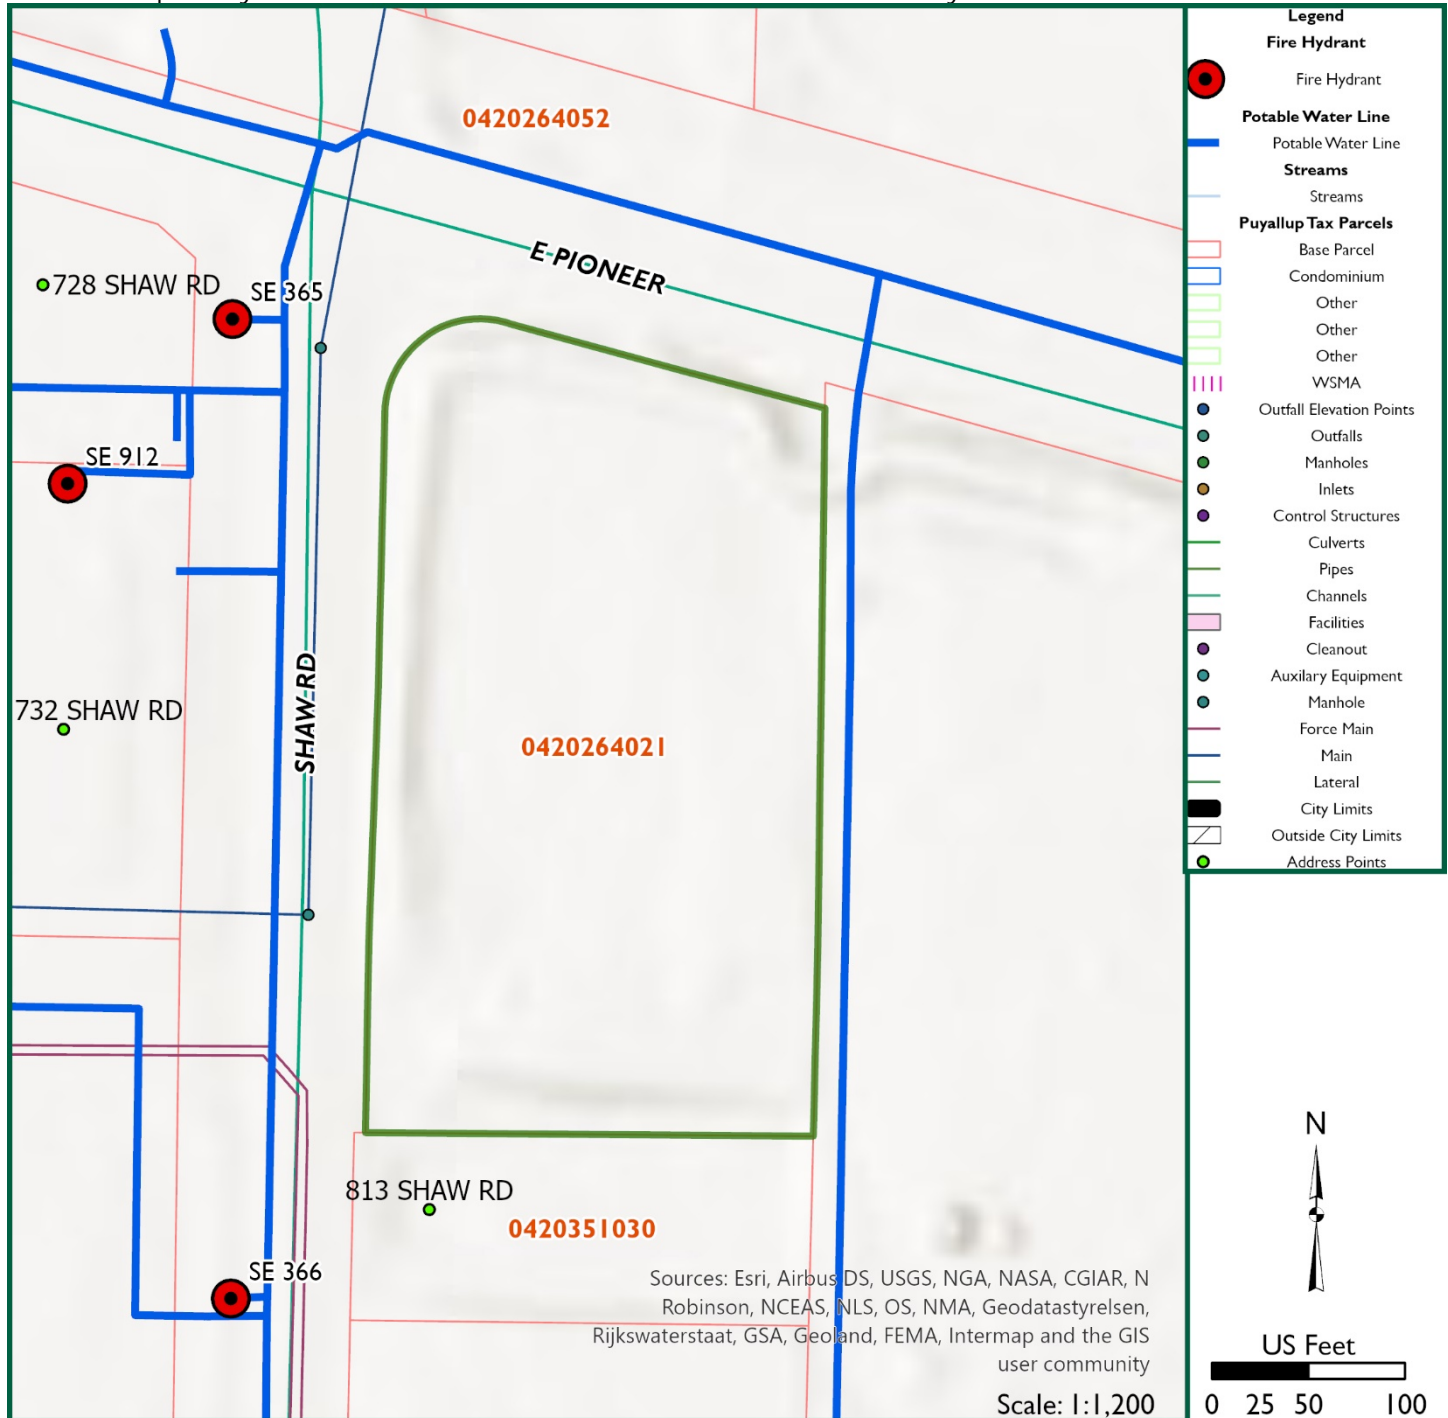 0420264052
E PIONEER
728 SHAW RD
SE 365
SE 912
SHAW RD
732 SHAW RD
0420264021
813 SHAW RD
0420351030
SE 366
Sources: Esri, Airbus DS, USGS, NGA, NASA, CGIAR, N
Robinson, NCEAS, NLS, OS, NMA, Geodatastyrelsen,
Rijkswaterstaat, GSA, Geoland, FEMA, Intermap and the GIS
user community
Scale: 1:1,200
Legend
Fire Hydrant
Fire Hydrant
Potable Water Line
Potable Water Line
Streams
Streams
Puyallup Tax Parcels
Base Parcel
Condominium
Other
Other
Other
WSMA
Outfall Elevation Points
Outfalls
Manholes
Inlets
Control Structures
Culverts
Pipes
Channels
Facilities
Cleanout
Auxilary Equipment
Manhole
Force Main
Main
Lateral
City Limits
Outside City Limits
Address Points
N
US Feet
0 25 50 100